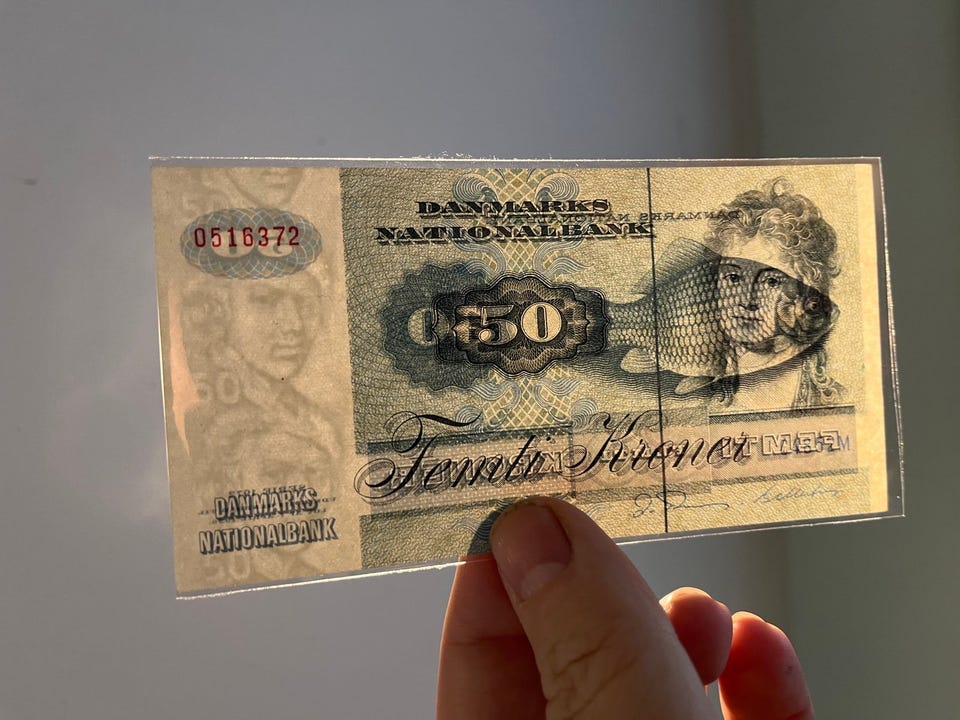 0516372
DANMARKS
NATIONALBANK
50
Femti Kroner
DANMARKS
NATIONALBANK